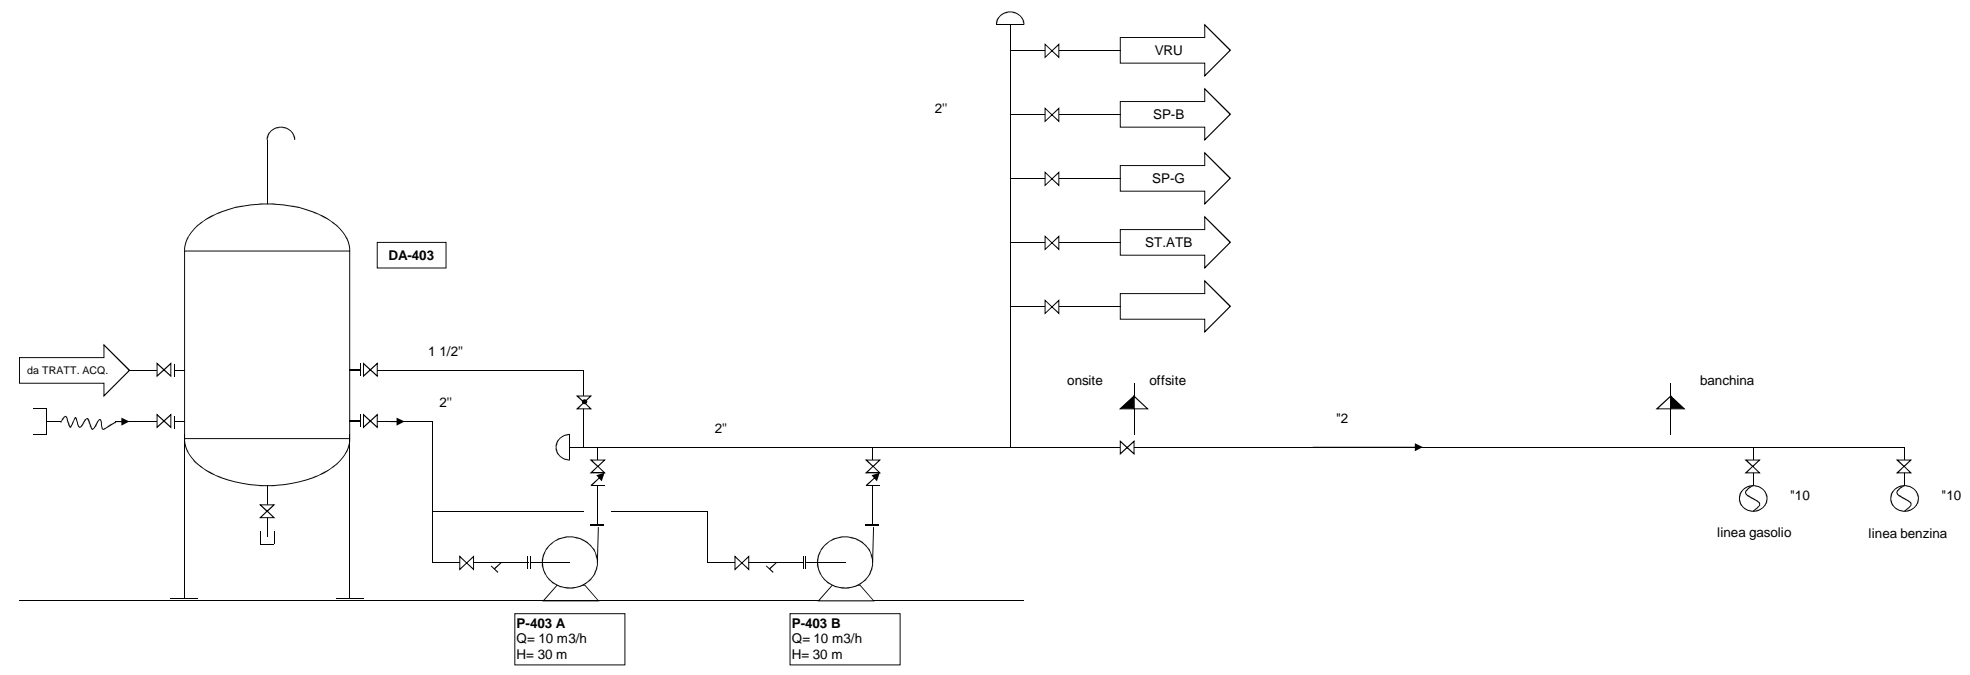 VRU
2"
SP-B
SP-G
ST.ATB
DA-403
1 1/2"
da TRATT. ACQ.
onsite
offsite
banchina
2"
2"
"2
"10
"10
linea gasolio
linea benzina
P-403 A
Q= 10 m3/h
H= 30 m
P-403 B
Q= 10 m3/h
H= 30 m